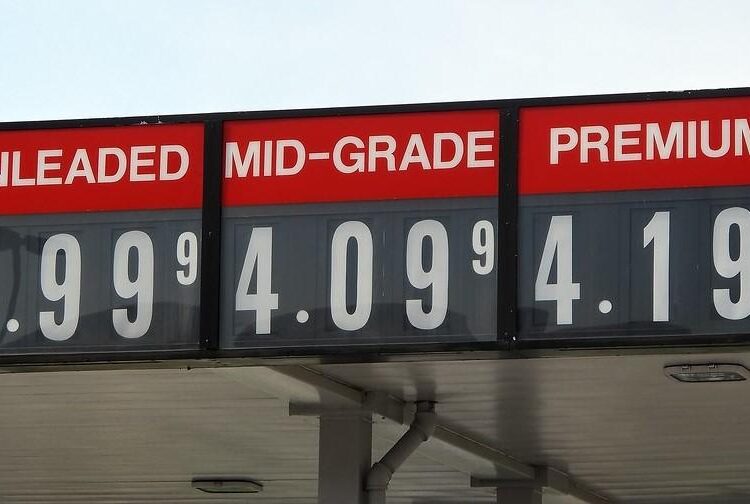 NLEADED MID-GRADE PREMIUM
.99 9 4.09 9 4.19